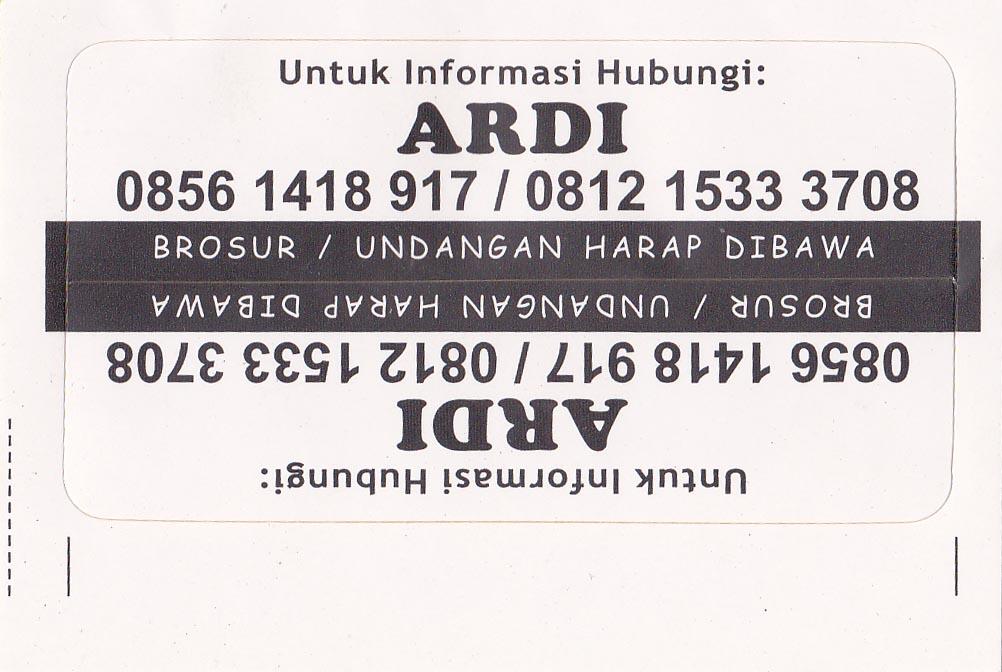 Untuk Informasi Hubungi:
ARDI
0856 1418 917 / 0812 1533 3708
BROSUR / UNDANGAN HARAP DIBAWA
BROSUR / UNDANGAN HARAP DIBAWA
0856 1418 917 / 0812 1533 3708
ARDI
Untuk Informasi Hubungi: